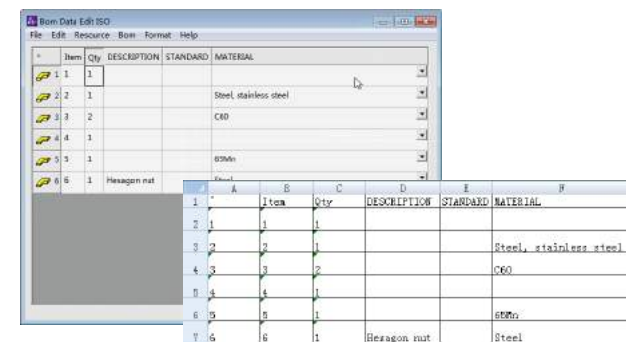 Bom Data Edit ISO
File Edit Resource Bom Format Help
* Item Qty DESCRIPTION STANDARD MATERIAL
1 1 1
2 2 1 Steel, stainless steel
3 3 2 C60
4 4 1
5 5 1 65Mn
6 6 1 Hexagon nut Steel
A B C D E F
1 * Item Qty DESCRIPTION STANDARD MATERIAL
2 1 1 1
3 2 2 1 Steel, stainless steel
4 3 3 2 C60
5 4 4 1
6 5 5 1 65Mn
7 6 6 1 Hexagon nut Steel